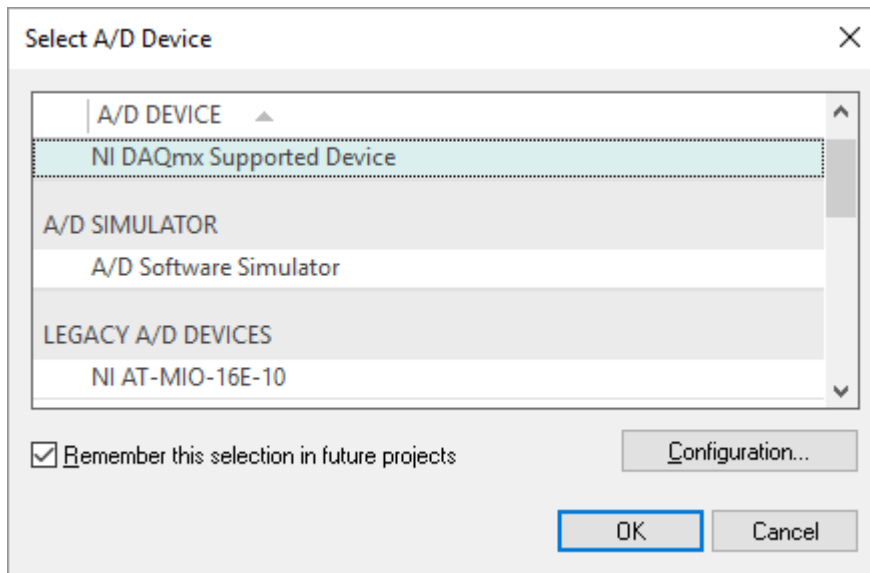 Select A/D Device
A/D DEVICE
NI DAQmx Supported Device
A/D SIMULATOR
A/D Software Simulator
LEGACY A/D DEVICES
NI AT-MIO-16E-10
Remember this selection in future projects
Configuration...
OK
Cancel